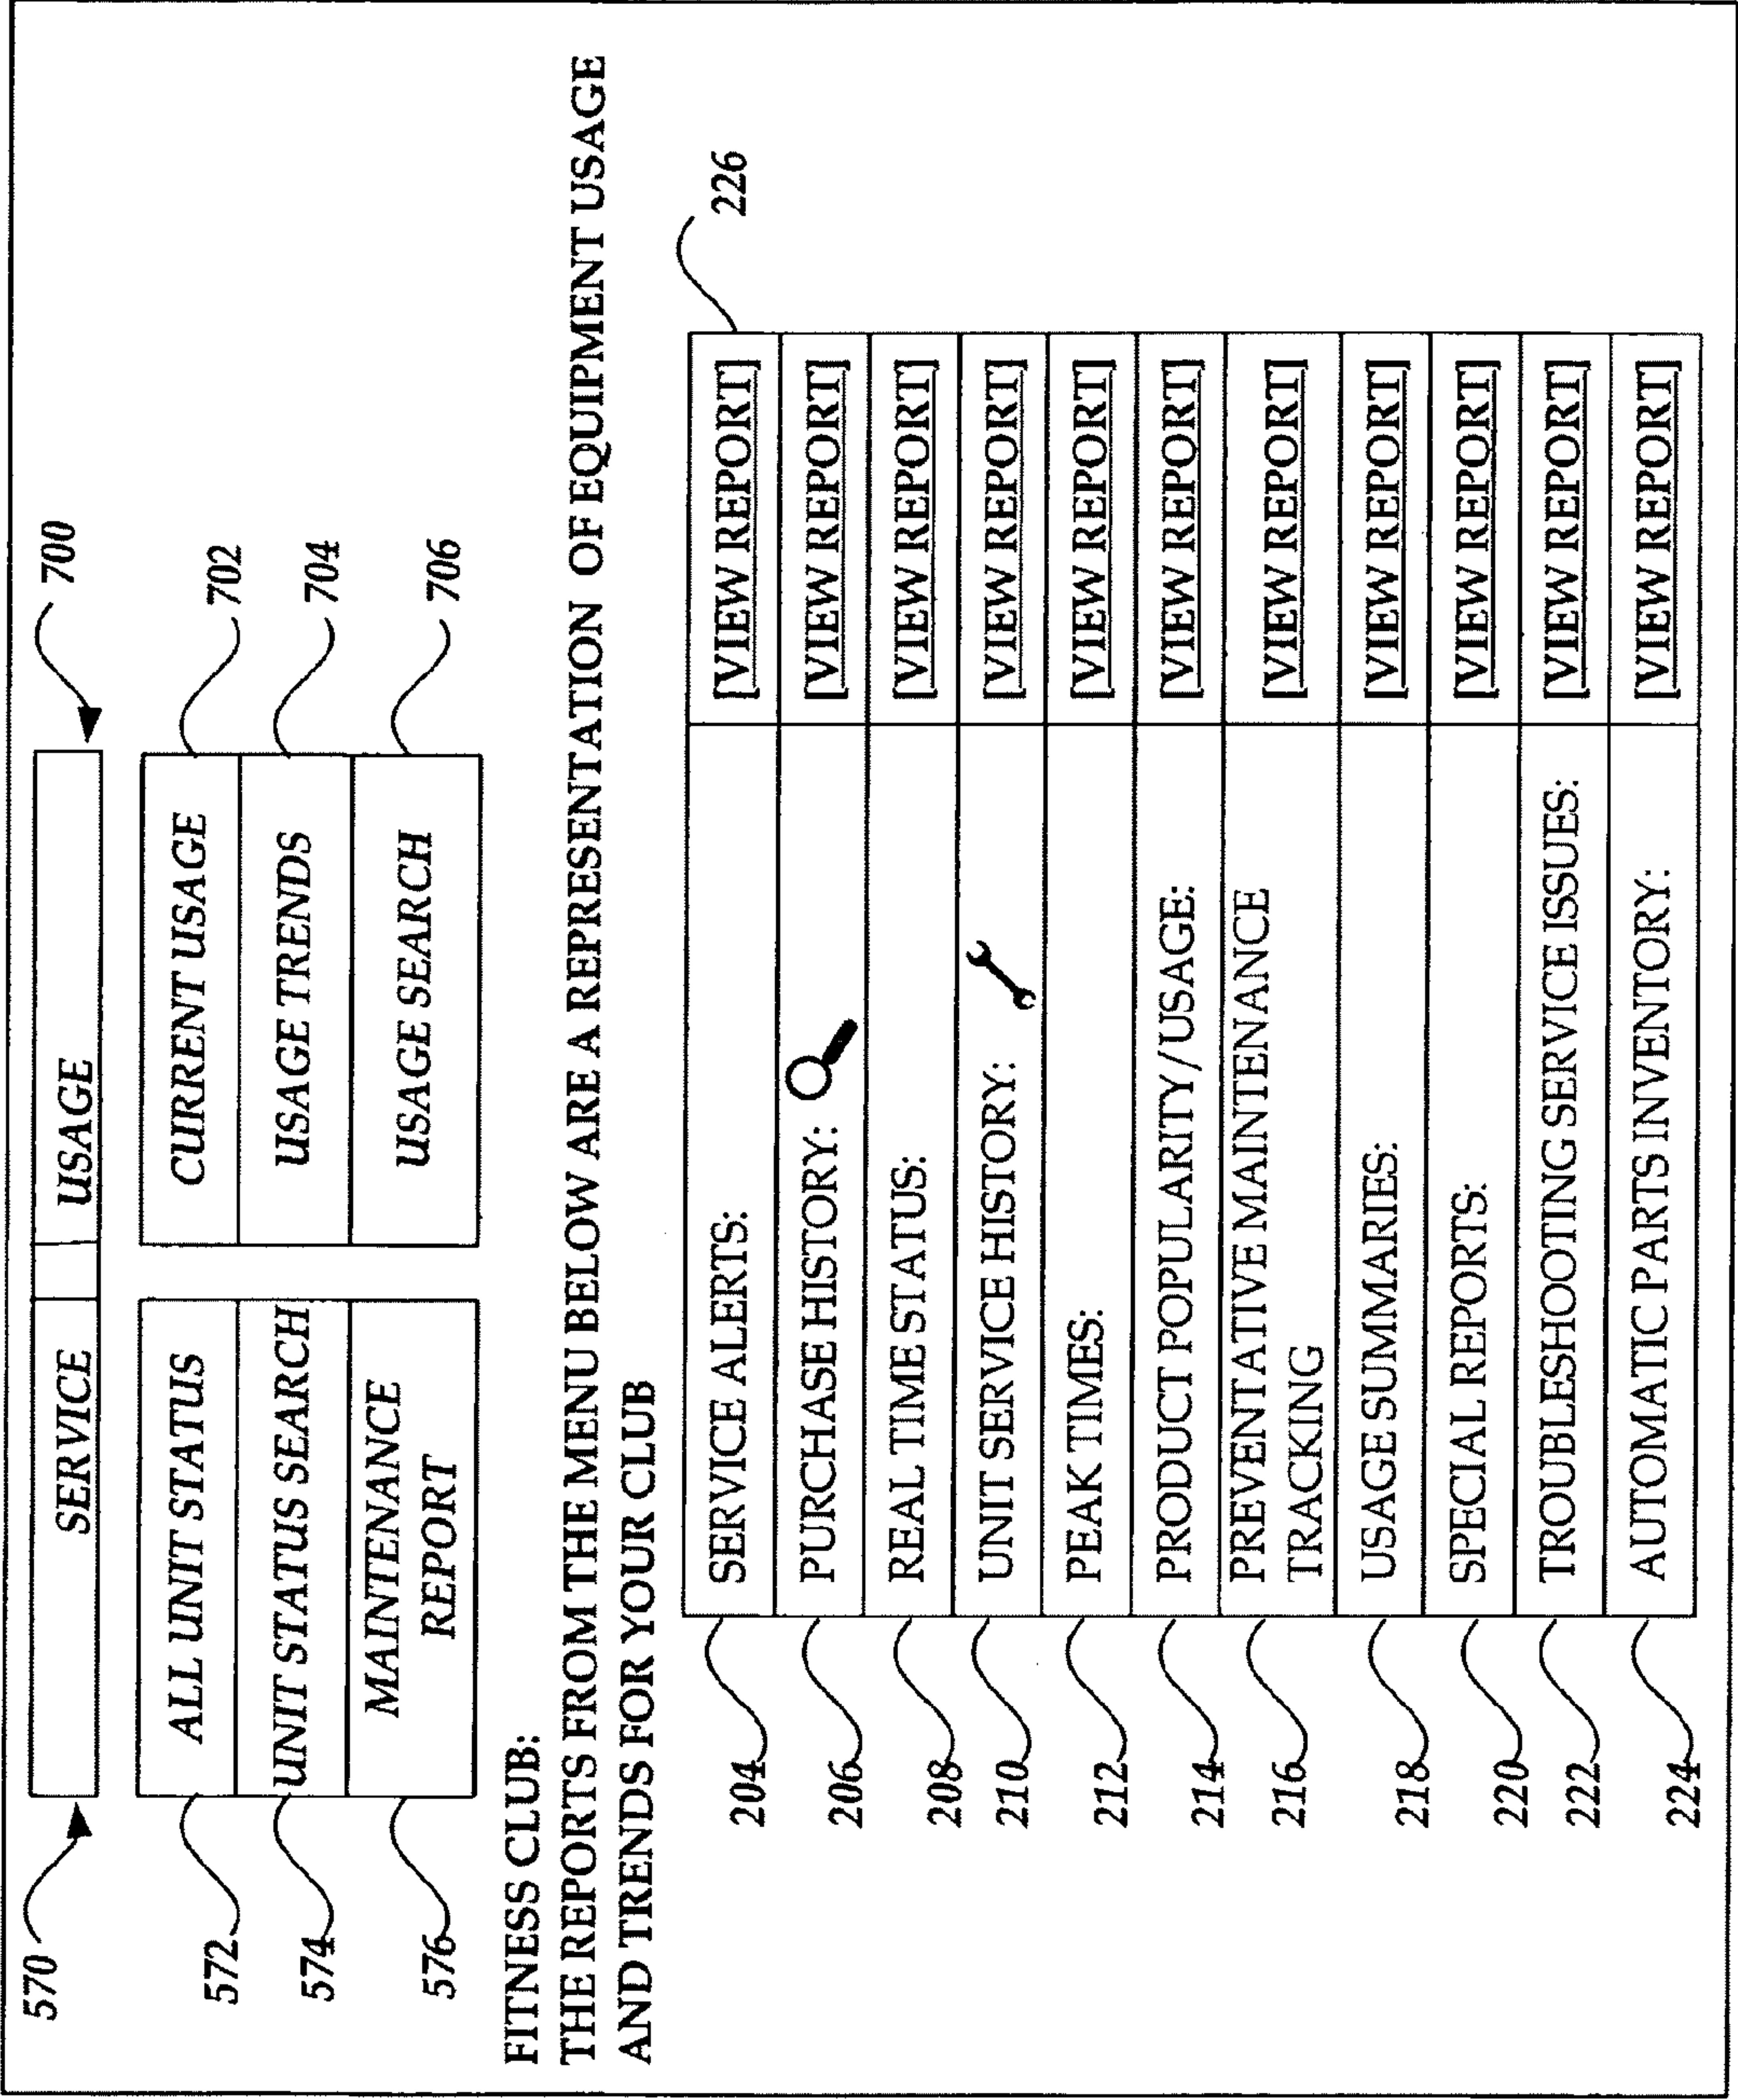 570 SERVICE USAGE 700
572 ALL UNIT STATUS CURRENT USAGE 702
574 UNIT STATUS SEARCH USAGE TRENDS 704
576 MAINTENANCE REPORT USAGE SEARCH 706
FITNESS CLUB:
THE REPORTS FROM THE MENU BELOW ARE A REPRESENTATION OF EQUIPMENT USAGE
AND TRENDS FOR YOUR CLUB
204 SERVICE ALERTS: [VIEW REPORT] 226
206 PURCHASE HISTORY: [VIEW REPORT]
208 REAL TIME STATUS: [VIEW REPORT]
210 UNIT SERVICE HISTORY: [VIEW REPORT]
212 PEAK TIMES: [VIEW REPORT]
214 PRODUCT POPULARITY/USAGE: [VIEW REPORT]
216 PREVENTATIVE MAINTENANCE
TRACKING [VIEW REPORT]
218 USAGE SUMMARIES: [VIEW REPORT]
220 SPECIAL REPORTS: [VIEW REPORT]
222 TROUBLESHOOTING SERVICE ISSUES: [VIEW REPORT]
224 AUTOMATIC PARTS INVENTORY: [VIEW REPORT]